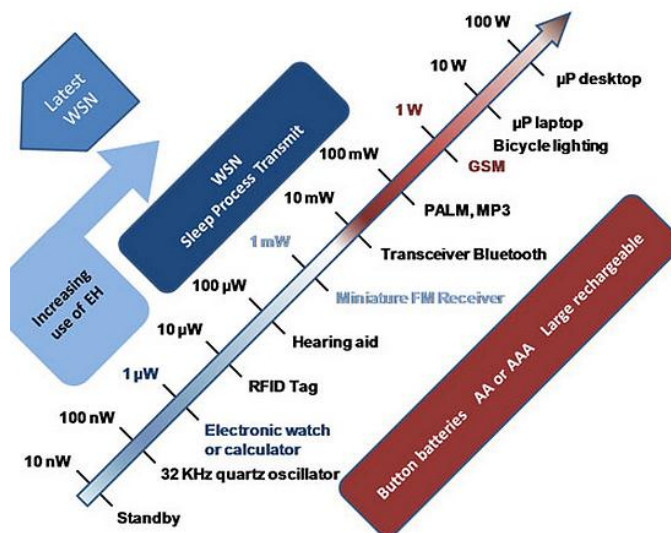 100 W
µP desktop
10 W
µP laptop
Bicycle lighting
1 W
GSM
100 mW
PALM, MP3
10 mW
Transceiver Bluetooth
1 mW
Miniature FM Receiver
100 µW
Hearing aid
10 µW
RFID Tag
1 µW
Electronic watch
or calculator
100 nW
32 KHz quartz oscillator
10 nW
Standby
Latest
WSN
WSN
Sleep Process Transmit
Increasing
use of EH
Button batteries AA or AAA Large rechargeable